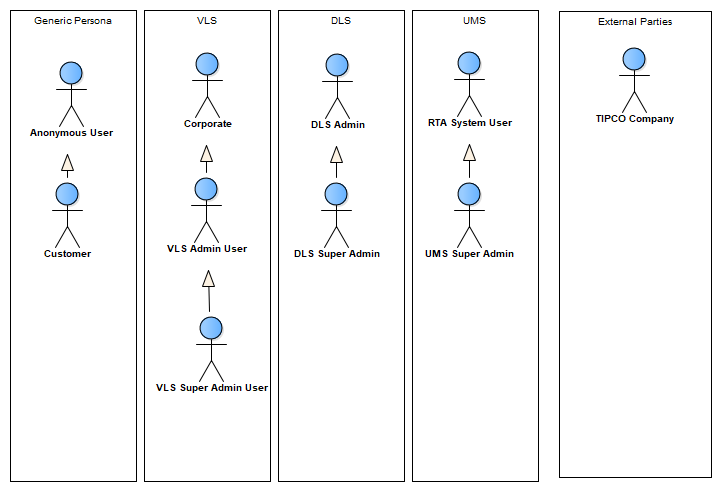 Generic Persona
Anonymous User
Customer
VLS
Corporate
VLS Admin User
VLS Super Admin User
DLS
DLS Admin
DLS Super Admin
UMS
RTA System User
UMS Super Admin
External Parties
TIPCO Company